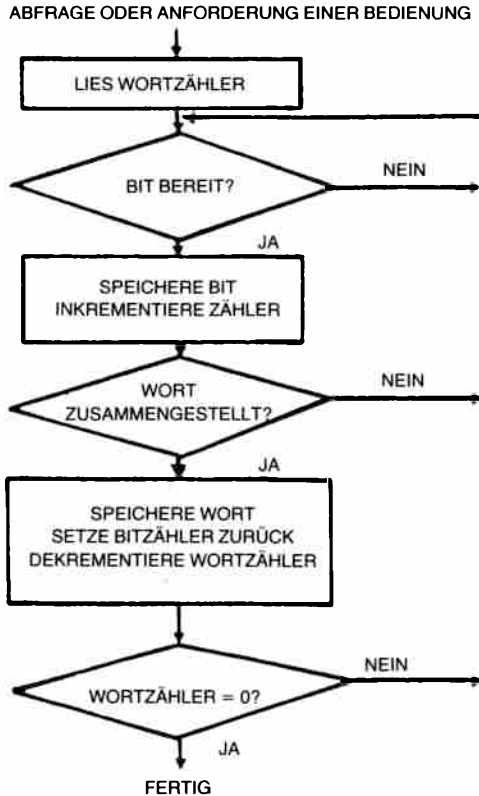 ABFRAGE ODER ANFORDERUNG EINER BEDIENUNG
LIES WORTZÄHLER
BIT BEREIT?
NEIN
JA
SPEICHERE BIT
INKREMENTIERE ZÄHLER
WORT
ZUSAMMENGESTELLT?
NEIN
JA
SPEICHERE WORT
SETZE BITZÄHLER ZURÜCK
DEKREMENTIERE WORTZÄHLER
WORTZÄHLER = 0?
NEIN
JA
FERTIG